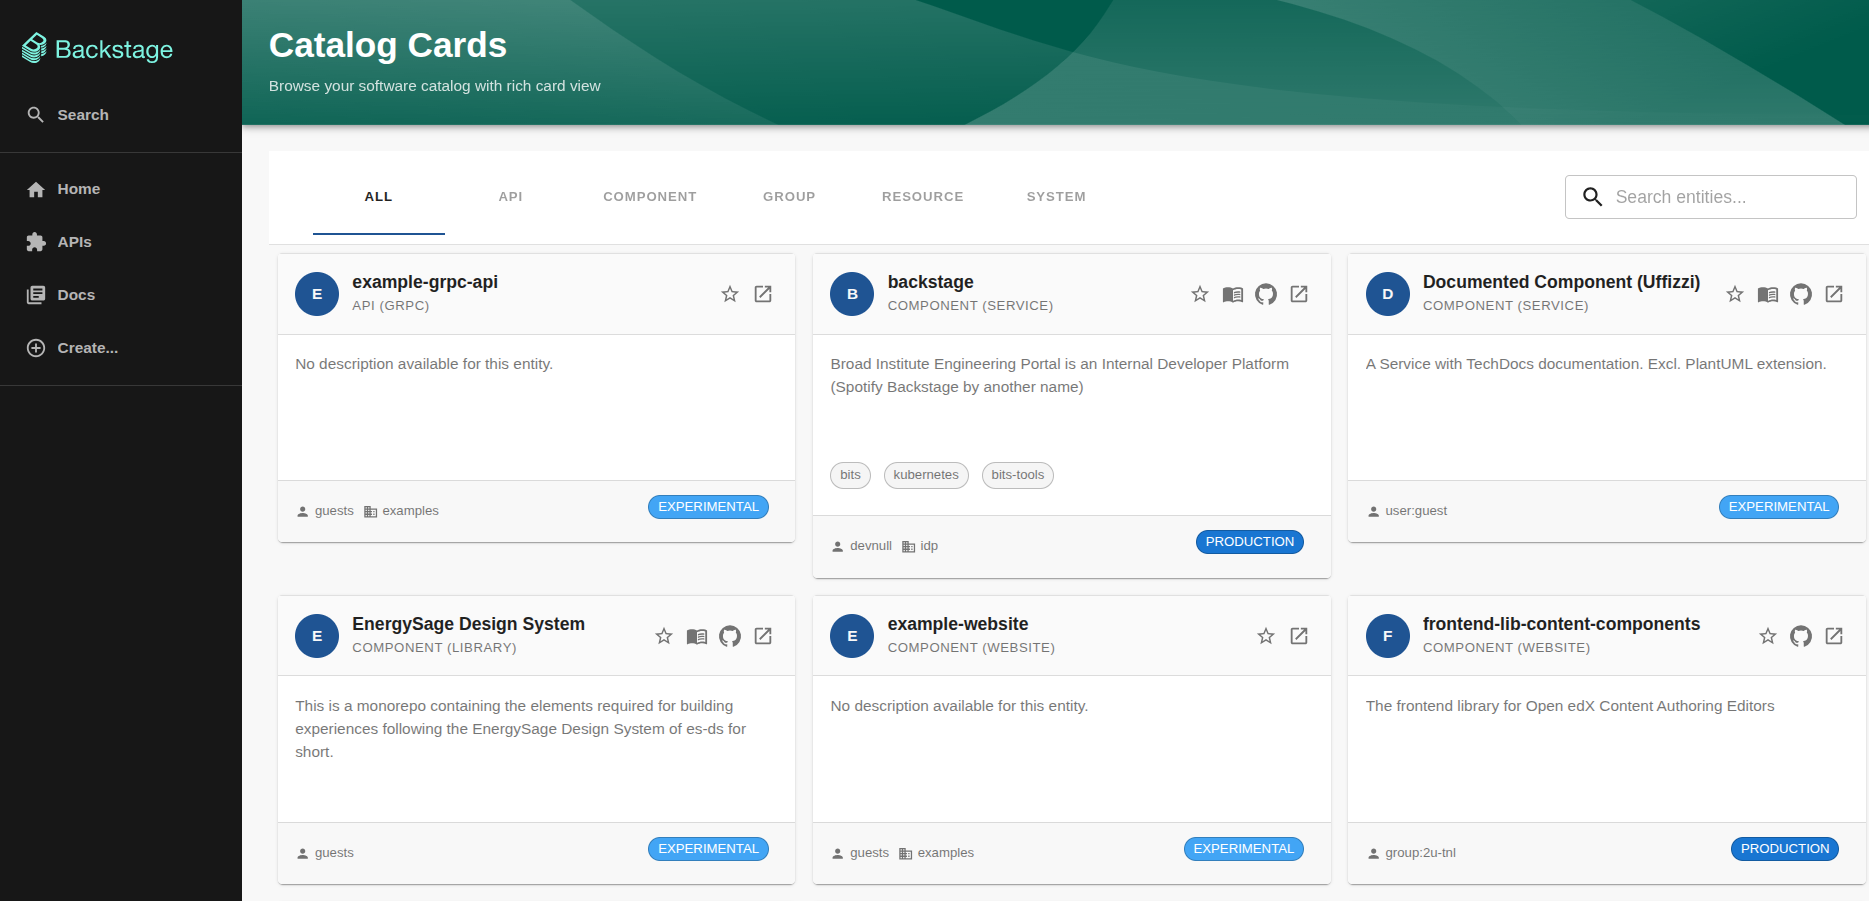 Backstage
Search
Home
APIs
Docs
Create...
Catalog Cards
Browse your software catalog with rich card view
ALL API COMPONENT GROUP RESOURCE SYSTEM
Search entities...
E
example-grpc-api
API (GRPC)
No description available for this entity.
guests examples EXPERIMENTAL
B
backstage
COMPONENT (SERVICE)
Broad Institute Engineering Portal is an Internal Developer Platform
(Spotify Backstage by another name)
bits kubernetes bits-tools
devnull idp PRODUCTION
D
Documented Component (Uffizzi)
COMPONENT (SERVICE)
A Service with TechDocs documentation. Excl. PlantUML extension.
user:guest EXPERIMENTAL
E
EnergySage Design System
COMPONENT (LIBRARY)
This is a monorepo containing the elements required for building
experiences following the EnergySage Design System of es-ds for
short.
guests EXPERIMENTAL
E
example-website
COMPONENT (WEBSITE)
No description available for this entity.
guests examples EXPERIMENTAL
F
frontend-lib-content-components
COMPONENT (WEBSITE)
The frontend library for Open edX Content Authoring Editors
group:2u-tnl PRODUCTION